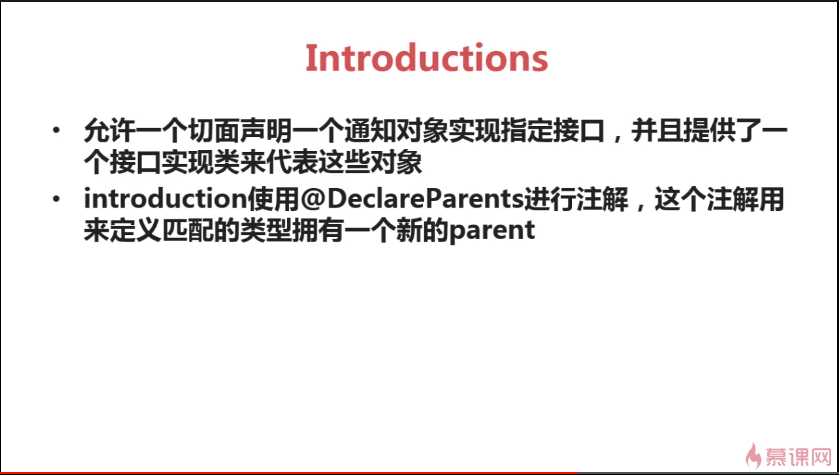 Introductions
• 允许一个切面声明一个通知对象实现指定接口，并且提供了一
个接口实现类来代表这些对象
• introduction使用@DeclareParents进行注解，这个注解用
来定义匹配的类型拥有一个新的parent
慕课网